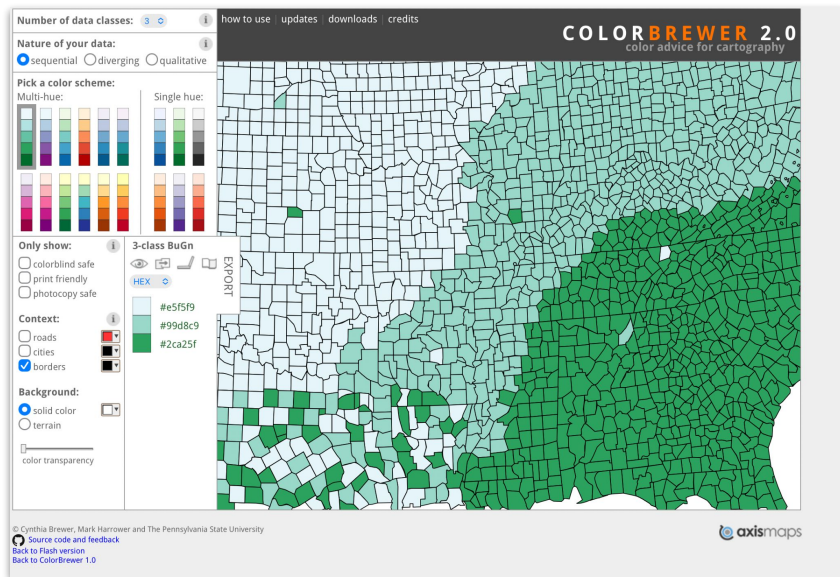 Number of data classes: 3 i
how to use | updates | downloads | credits
COLORBREWER 2.0
color advice for cartography
Nature of your data: i
sequential diverging qualitative
Pick a color scheme:
Multi-hue: Single hue:
Only show: i
colorblind safe
print friendly
photocopy safe
Context: i
roads
cities
borders
Background:
solid color
terrain
color transparency
3-class BuGn
HEX
#e5f5f9
#99d8c9
#2ca25f
EXPORT
© Cynthia Brewer, Mark Harrower and The Pennsylvania State University
Source code and feedback
Back to Flash version
Back to ColorBrewer 1.0
axismaps